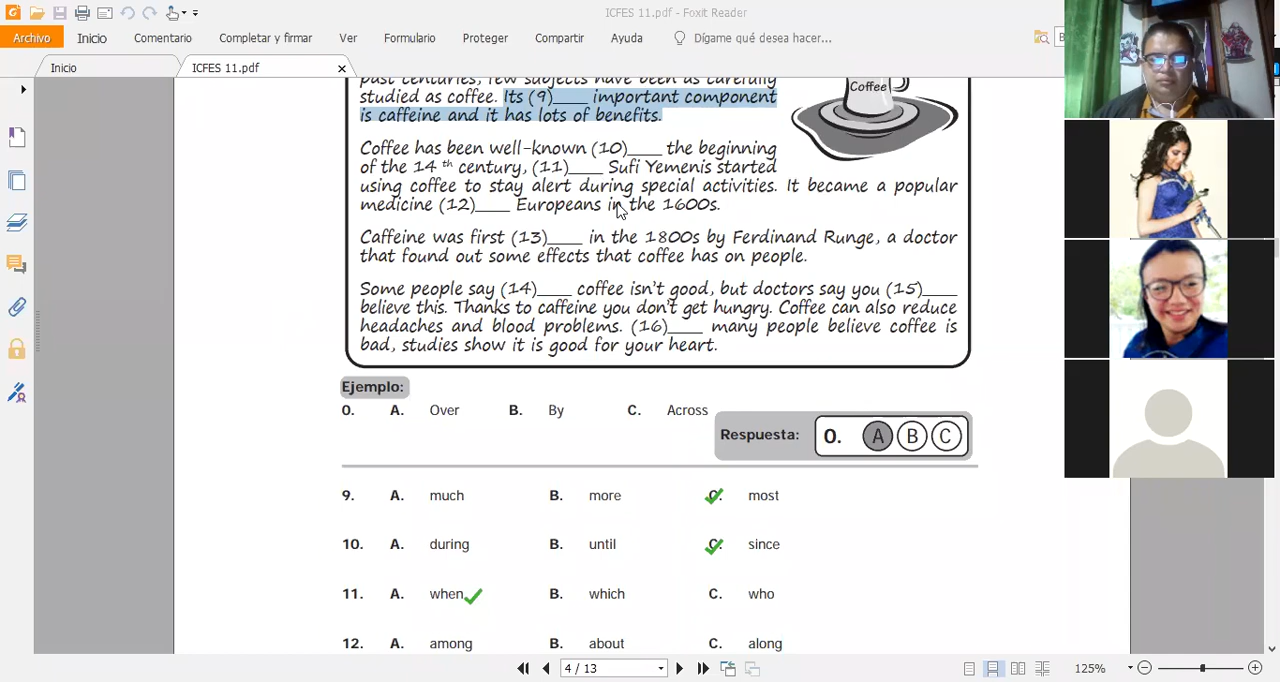 ICFES 11.pdf - Foxit Reader
Archivo Inicio Comentario Completar y firmar Ver Formulario Proteger Compartir Ayuda Dígame qué desea hacer...
Inicio ICFES 11.pdf
past centuries, few subjects have been as carefully
studied as coffee. Its (9)____ important component
is caffeine and it has lots of benefits.
Coffee
Coffee has been well-known (10)____ the beginning
of the 14 th century, (11)____ Sufi Yemenis started
using coffee to stay alert during special activities. It became a popular
medicine (12)____ Europeans in the 1600s.
Caffeine was first (13)____ in the 1800s by Ferdinand Runge, a doctor
that found out some effects that coffee has on people.
Some people say (14)____ coffee isn't good, but doctors say you (15)____
believe this. Thanks to caffeine you don't get hungry. Coffee can also reduce
headaches and blood problems. (16)____ many people believe coffee is
bad, studies show it is good for your heart.
Ejemplo:
0. A. Over B. By C. Across
Respuesta: 0. A B C
9. A. much B. more C. most
10. A. during B. until C. since
11. A. when B. which C. who
12. A. among B. about C. along
4 / 13 125%